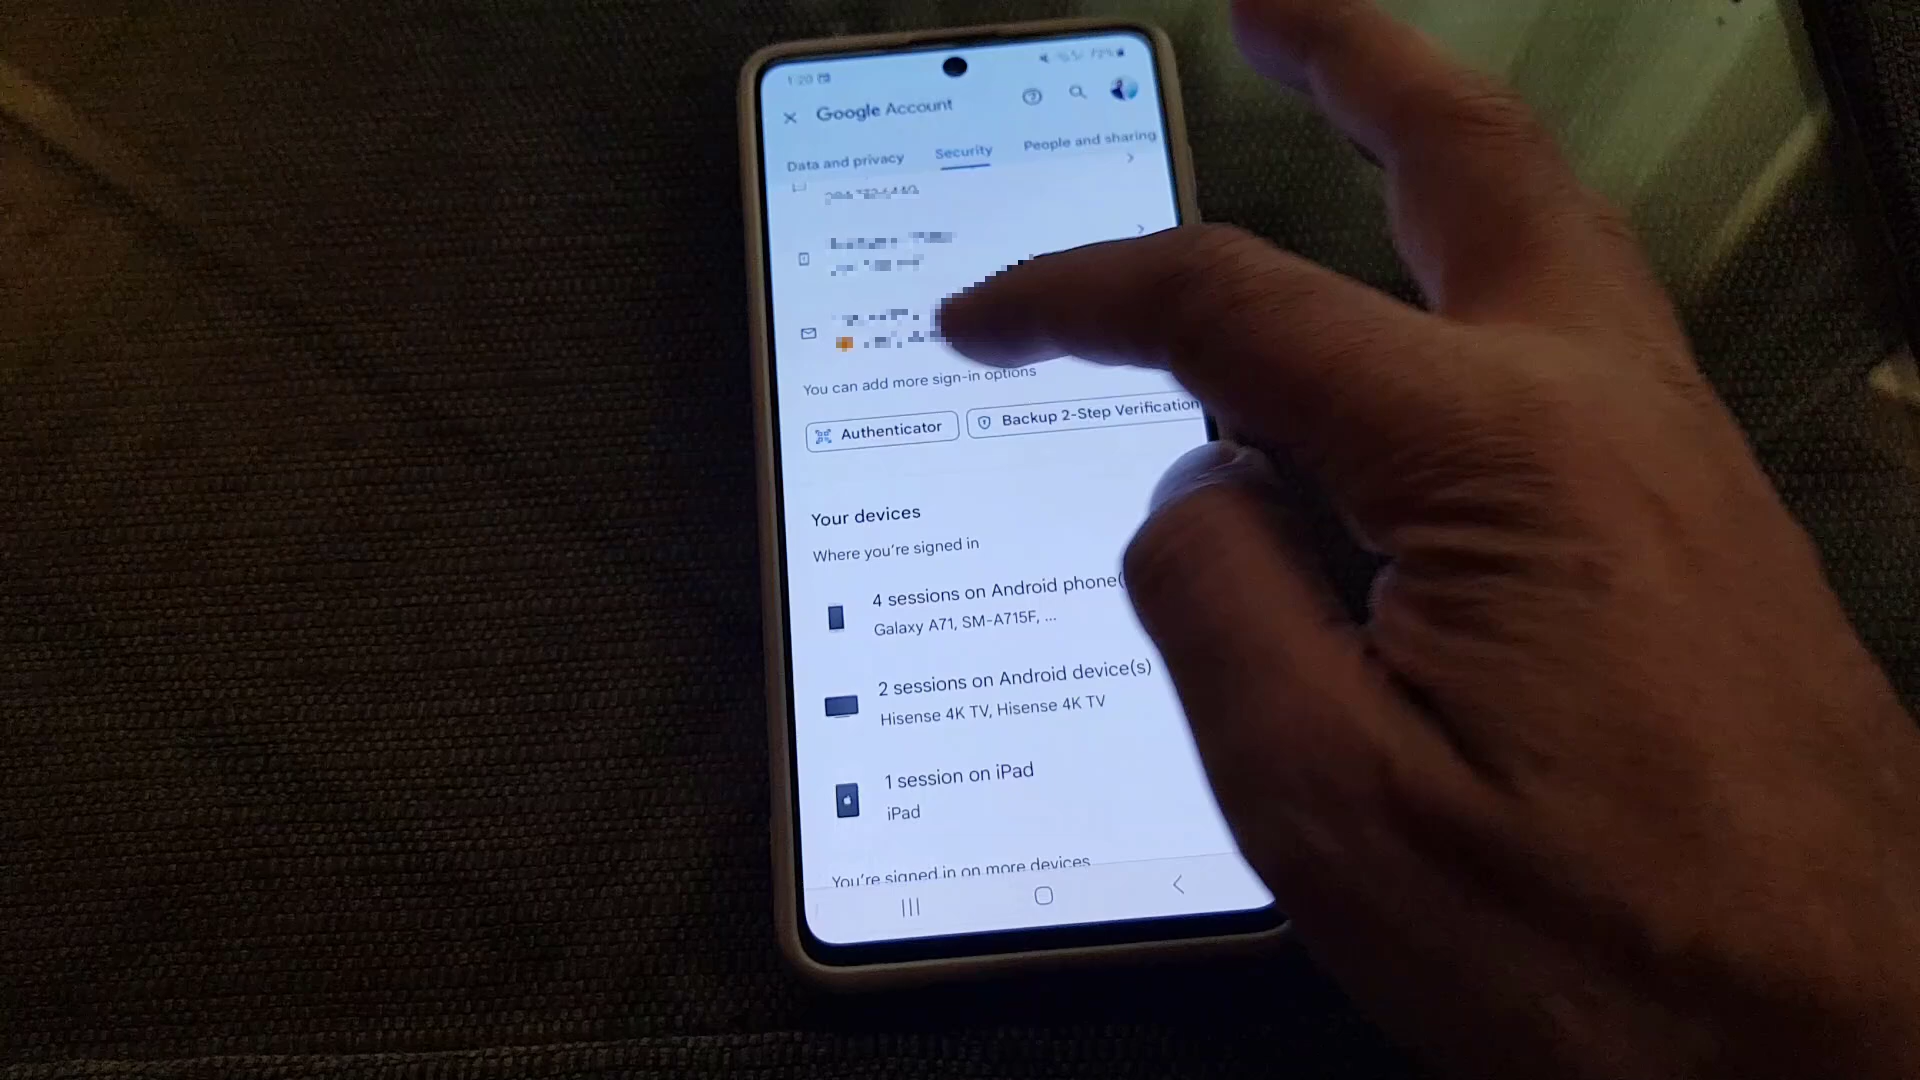 1:20
Google Account
Data and privacy
Security
People and sharing
You can add more sign-in options
Authenticator
Backup 2-Step Verification
Your devices
Where you're signed in
4 sessions on Android phone(
Galaxy A71, SM-A715F, ...
2 sessions on Android device(s)
Hisense 4K TV, Hisense 4K TV
1 session on iPad
iPad
You're signed in on more devices